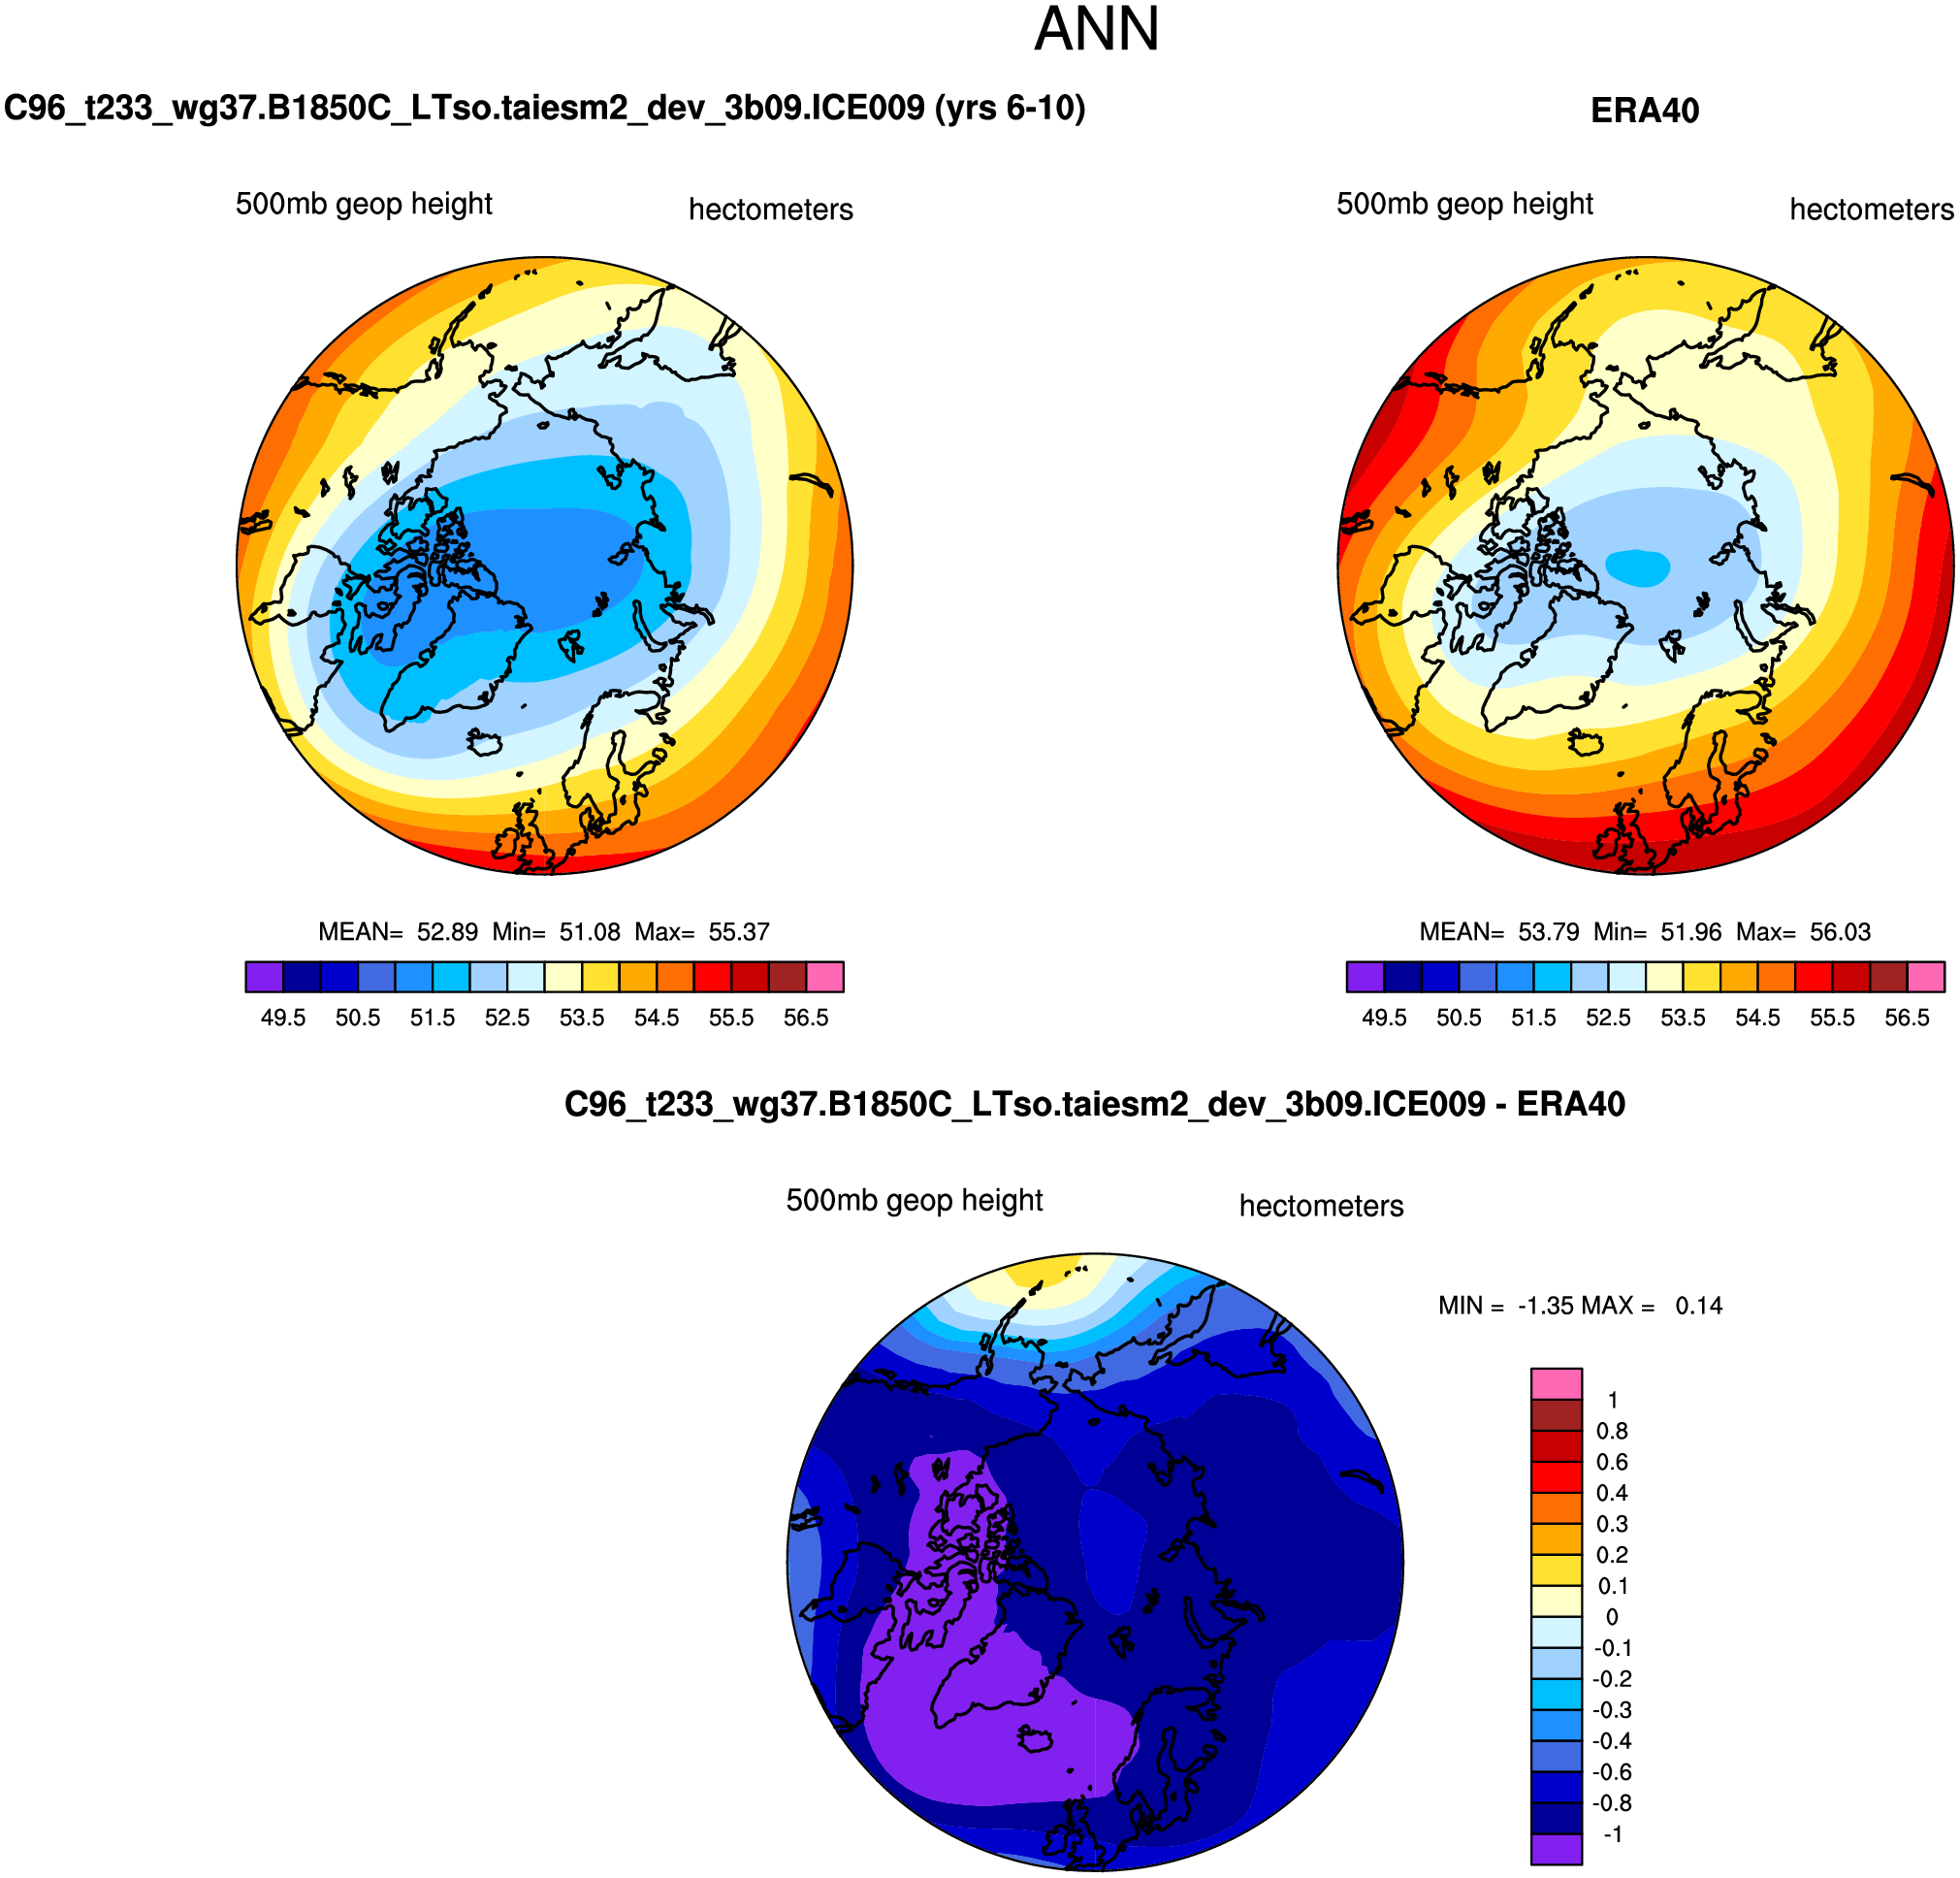 ANN
C96_t233_wg37.B1850C_LTso.taiesm2_dev_3b09.ICE009 (yrs 6-10)
ERA40
500mb geop height hectometers
500mb geop height hectometers
MEAN= 52.89 Min= 51.08 Max= 55.37
MEAN= 53.79 Min= 51.96 Max= 56.03
49.5 50.5 51.5 52.5 53.5 54.5 55.5 56.5
49.5 50.5 51.5 52.5 53.5 54.5 55.5 56.5
C96_t233_wg37.B1850C_LTso.taiesm2_dev_3b09.ICE009 - ERA40
500mb geop height hectometers
MIN = -1.35 MAX = 0.14
1
0.8
0.6
0.4
0.3
0.2
0.1
0
-0.1
-0.2
-0.3
-0.4
-0.6
-0.8
-1